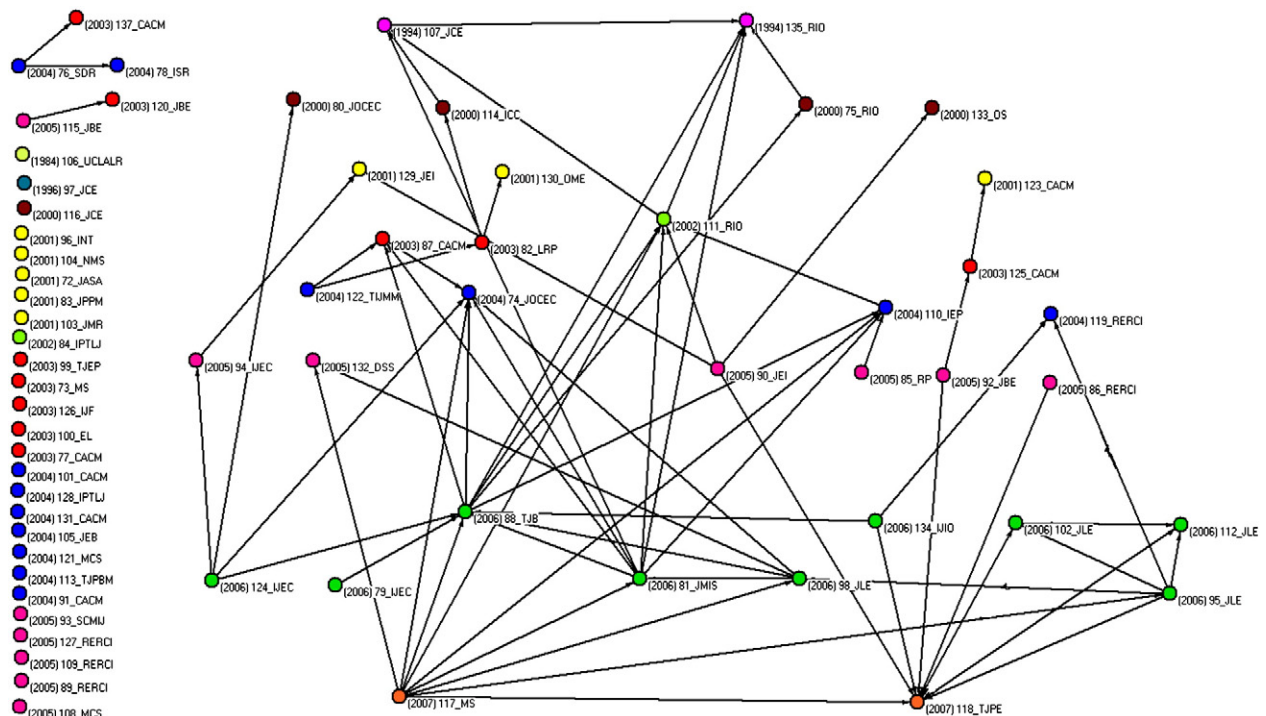 (2003) 137_CACM
(1994) 107_JCE
(1994) 135_RIO
(2004) 76_SDR
(2004) 78_ISR
(2003) 120_JBE
(2000) 80_JOCEC
(2000) 114_ICC
(2000) 75_RIO
(2000) 133_OS
(2005) 115_JBE
(1984) 106_UCLALR
(2001) 129_JEI
(2001) 130_OME
(2001) 123_CACM
(1996) 97_JCE
(2000) 116_JCE
(2002) 111_RIO
(2001) 96_INT
(2003) 87_CACM
(2003) 82_LRP
(2001) 104_NMS
(2001) 72_JASA
(2003) 125_CACM
(2001) 83_JPPM
(2004) 122_TIJMM
(2004) 74_JOCEC
(2001) 103_JMR
(2004) 110_IEP
(2004) 119_RERCI
(2002) 84_IPTLJ
(2003) 99_TJEP
(2005) 94_IJEC
(2005) 132_DSS
(2005) 90_JEI
(2005) 85_RP
(2005) 92_JBE
(2005) 86_RERCI
(2003) 73_MS
(2003) 126_IJF
(2003) 100_EL
(2003) 77_CACM
(2004) 101_CACM
(2004) 128_IPTLJ
(2004) 131_CACM
(2006) 88_TJB
(2006) 134_IJIO
(2006) 102_JLE
(2006) 112_JLE
(2004) 105_JEB
(2004) 121_MCS
(2004) 113_TJPBM
(2006) 124_IJEC
(2006) 79_IJEC
(2006) 81_JMIS
(2006) 98_JLE
(2006) 95_JLE
(2004) 91_CACM
(2005) 93_SCMIJ
(2005) 127_RERCI
(2005) 109_RERCI
(2005) 89_RERCI
(2007) 117_MS
(2007) 118_TJPE
(2005) 108_MCS